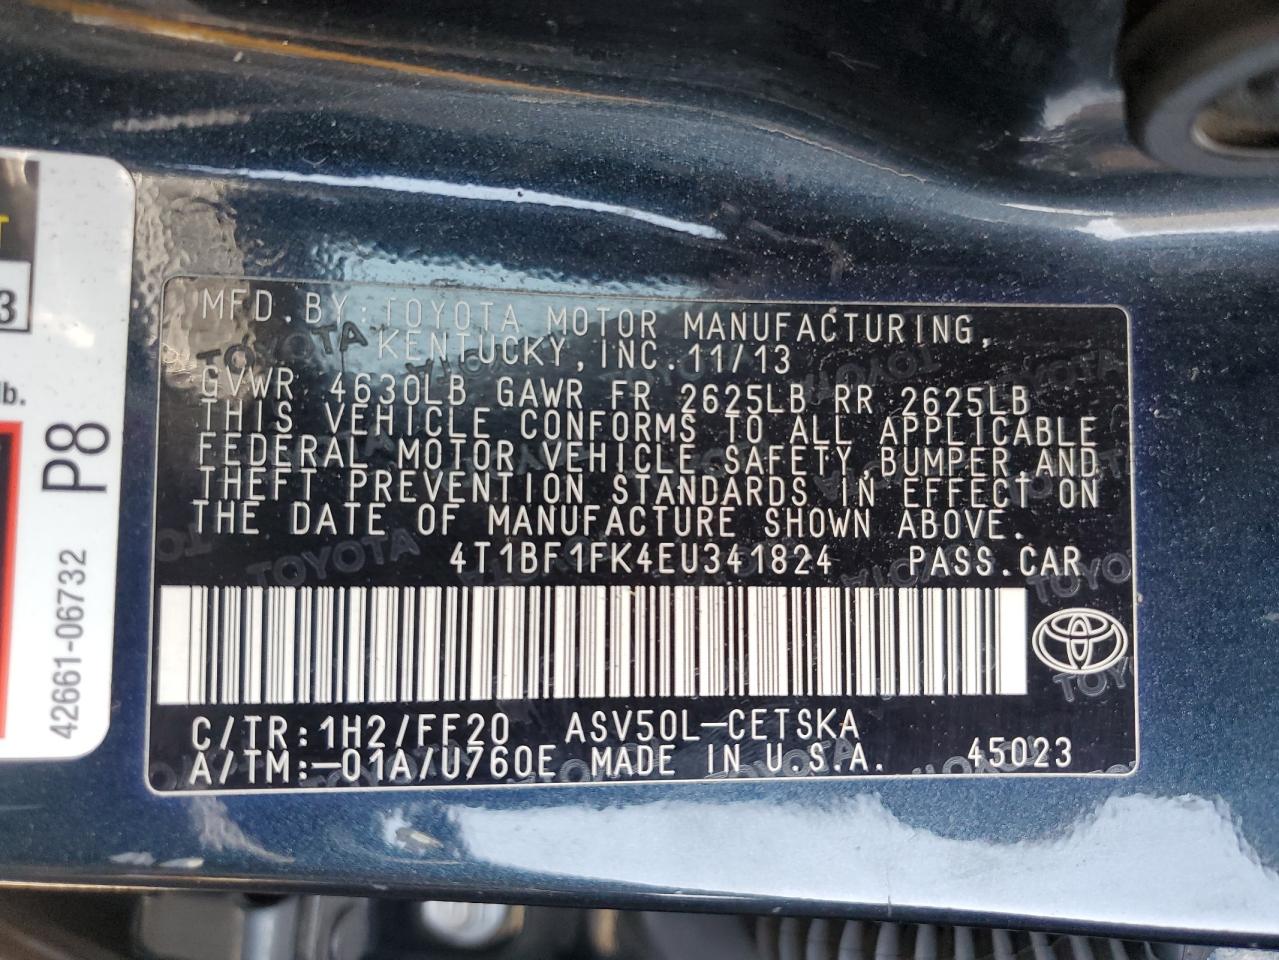 T
3
lb.
P8
42661-06732
MFD. BY: TOYOTA MOTOR MANUFACTURING,
KENTUCKY, INC. 11/13
GVWR 4630LB GAWR FR 2625LB RR 2625LB
THIS VEHICLE CONFORMS TO ALL APPLICABLE
FEDERAL MOTOR VEHICLE SAFETY, BUMPER, AND
THEFT PREVENTION STANDARDS IN EFFECT ON
THE DATE OF MANUFACTURE SHOWN ABOVE.
4T1BF1FK4EU341824 PASS. CAR
C/TR: 1H2/FF20 ASV50L-CETSKA
A/TM: -01A/U760E MADE IN U.S.A. 45023
TOYOTA